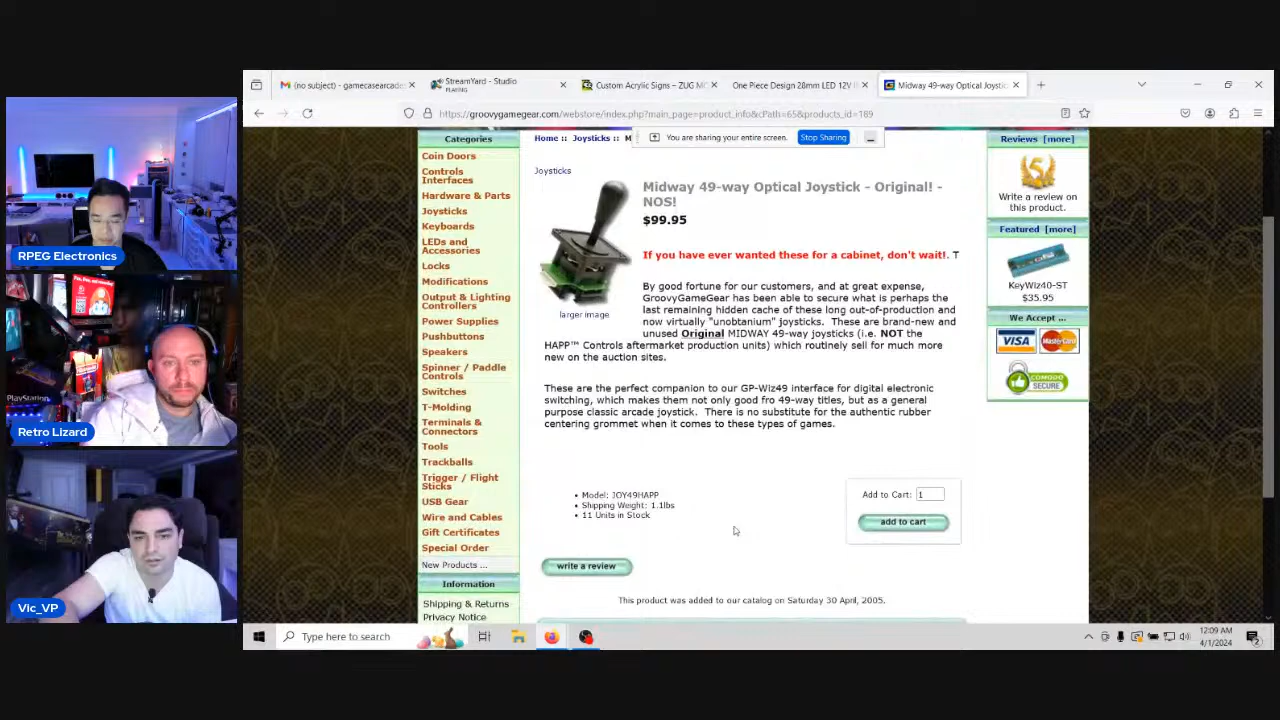 (no subject) - gamecasearcade
StreamYard - Studio
PLAYING
Custom Acrylic Signs – ZUG MO
One Piece Design 28mm LED 12V I
Midway 49-way Optical Joystic
https://groovygamegear.com/webstore/index.php?main_page=product_info&cPath=65&products_id=789
You are sharing your entire screen.
Stop Sharing
Categories
Coin Doors
Controls
Interfaces
Hardware & Parts
Joysticks
Keyboards
LEDs and
Accessories
Locks
Modifications
Output & Lighting
Controllers
Power Supplies
Pushbuttons
Speakers
Spinner / Paddle
Controls
Switches
T-Molding
Terminals &
Connectors
Tools
Trackballs
Trigger / Flight
Sticks
USB Gear
Wire and Cables
Gift Certificates
Special Order
New Products ...
Information
Shipping & Returns
Privacy Notice
Home :: Joysticks :: M
Joysticks
larger image
Midway 49-way Optical Joystick - Original! -
NOS!
$99.95
If you have ever wanted these for a cabinet, don't wait!. T
By good fortune for our customers, and at great expense,
GroovyGameGear has been able to secure what is perhaps the
last remaining hidden cache of these long out-of-production and
now virtually "unobtanium" joysticks. These are brand-new and
unused Original MIDWAY 49-way joysticks (i.e. NOT the
HAPP™ Controls aftermarket production units) which routinely sell for much more
new on the auction sites.
These are the perfect companion to our GP-Wiz49 interface for digital electronic
switching, which makes them not only good fro 49-way titles, but as a general
purpose classic arcade joystick. There is no substitute for the authentic rubber
centering grommet when it comes to these types of games.
• Model: JOY49HAPP
• Shipping Weight: 1.1lbs
• 11 Units in Stock
Add to Cart: 1
add to cart
write a review
This product was added to our catalog on Saturday 30 April, 2005.
Reviews [more]
Write a review on
this product.
Featured [more]
KeyWiz40-ST
$35.95
We Accept ...
VISA
MasterCard
COMODO
SECURE
RPEG Electronics
PlayStation
Retro Lizard
Vic_VP
Type here to search
12:09 AM
4/1/2024
2